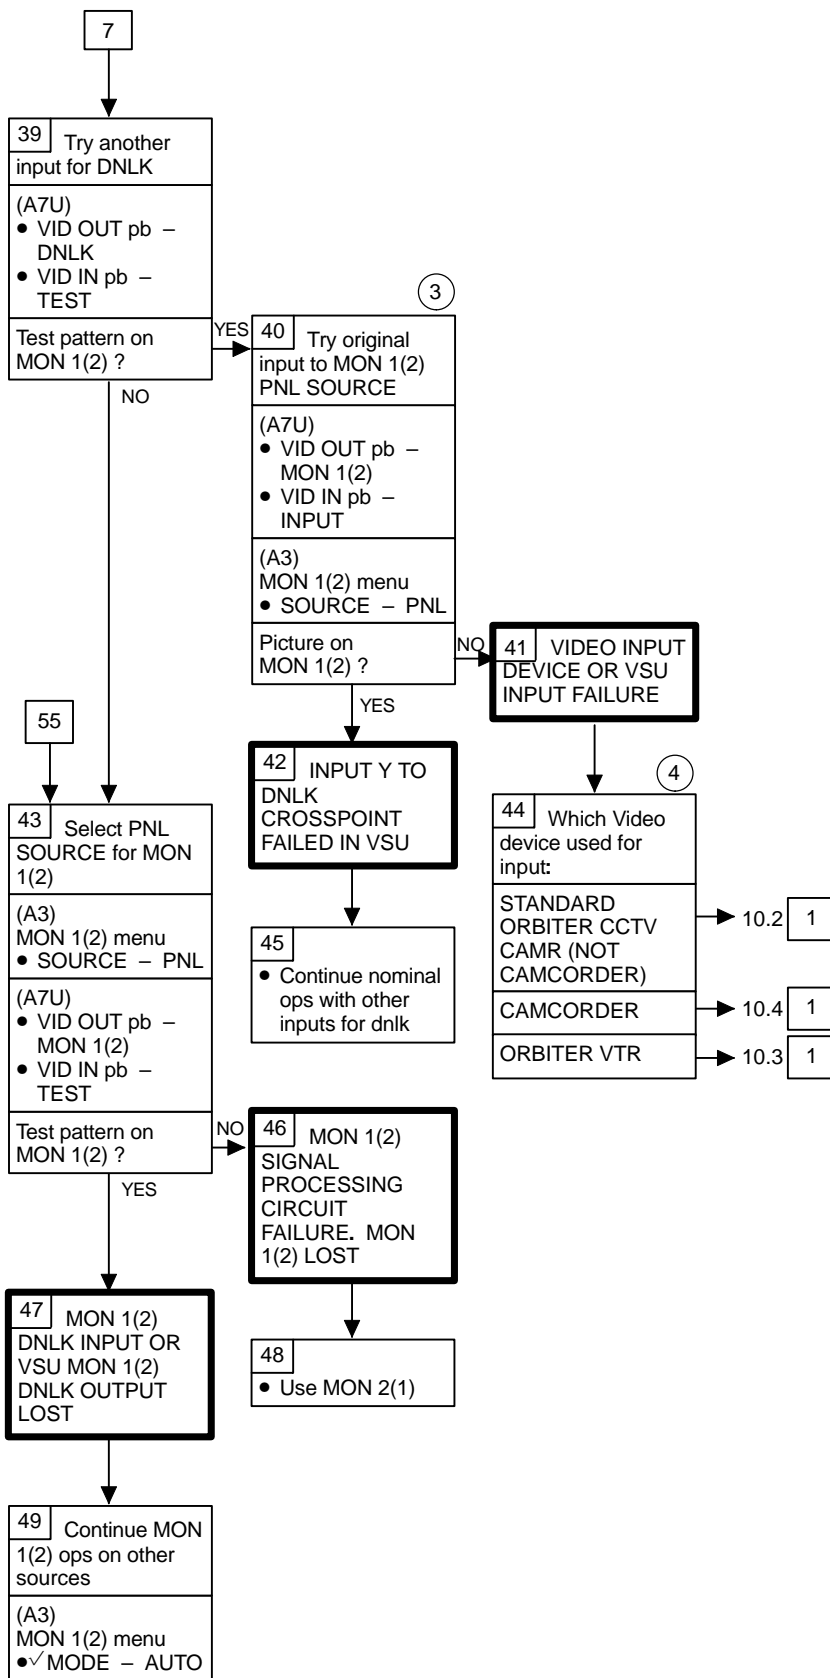 7
39 Try another
input for DNLK
(A7U)
● VID OUT pb –
DNLK
● VID IN pb –
TEST
Test pattern on
MON 1(2) ?
YES
NO
3
40 Try original
input to MON 1(2)
PNL SOURCE
(A7U)
● VID OUT pb –
MON 1(2)
● VID IN pb –
INPUT
(A3)
MON 1(2) menu
● SOURCE – PNL
Picture on
MON 1(2) ?
NO
YES
41 VIDEO INPUT
DEVICE OR VSU
INPUT FAILURE
42 INPUT Y TO
DNLK
CROSSPOINT
FAILED IN VSU
4
44 Which Video
device used for
input:
STANDARD
ORBITER CCTV
CAMR (NOT
CAMCORDER)
10.2 1
CAMCORDER
10.4 1
ORBITER VTR
10.3 1
45
● Continue nominal
ops with other
inputs for dnlk
55
43 Select PNL
SOURCE for MON
1(2)
(A3)
MON 1(2) menu
● SOURCE – PNL
(A7U)
● VID OUT pb –
MON 1(2)
● VID IN pb –
TEST
Test pattern on
MON 1(2) ?
NO
YES
46 MON 1(2)
SIGNAL
PROCESSING
CIRCUIT
FAILURE. MON
1(2) LOST
48
● Use MON 2(1)
47 MON 1(2)
DNLK INPUT OR
VSU MON 1(2)
DNLK OUTPUT
LOST
49 Continue MON
1(2) ops on other
sources
(A3)
MON 1(2) menu
●√MODE – AUTO